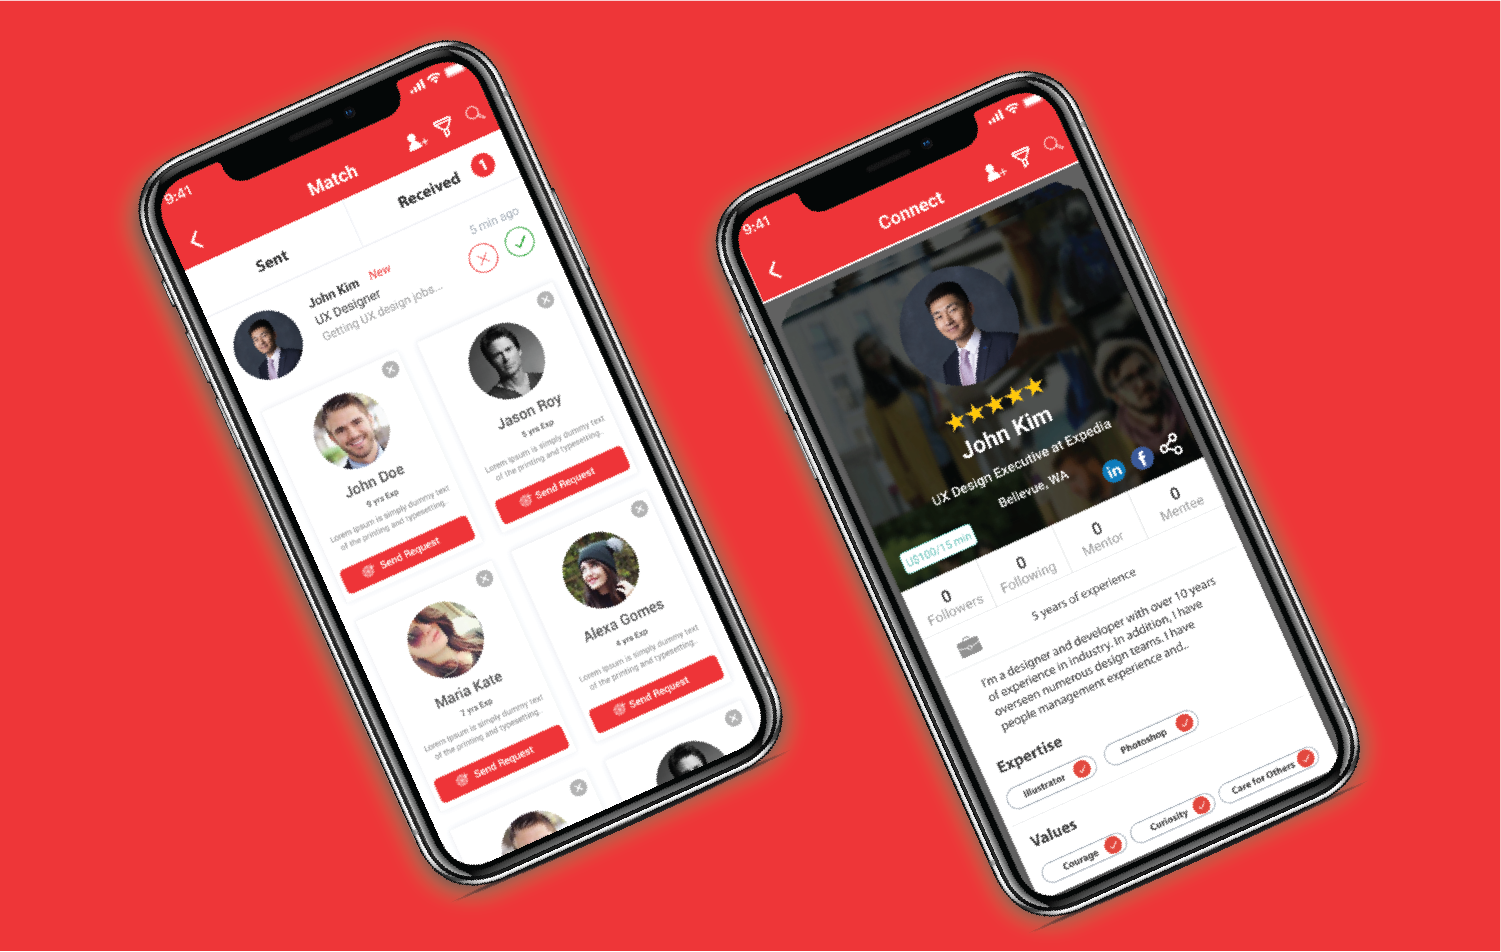 9:41
Match
Sent
Received 1
5 min ago
John Kim New
UX Designer
Getting UX design jobs...
John Doe
9 yrs Exp
Lorem Ipsum is simply dummy text
of the printing and typesetting.
Send Request
Jason Roy
5 yrs Exp
Lorem Ipsum is simply dummy text
of the printing and typesetting..
Send Request
Maria Kate
7 yrs Exp
Lorem Ipsum is simply dummy text
of the printing and typesetting..
Send Request
Alexa Gomes
4 yrs Exp
Lorem Ipsum is simply dummy text
of the printing and typesetting..
Send Request
9:41
Connect
John Kim
UX Design Executive at Expedia
Bellevue, WA
in f
U$100/15 min
0
Followers
0
Following
0
Mentor
0
Mentee
5 years of experience
I'm a designer and developer with over 10 years
of experience in industry. In addition, I have
overseen numerous design teams, I have
people management experience and..
Expertise
Illustrator
Photoshop
Values
Courage
Curiosity
Care for Others